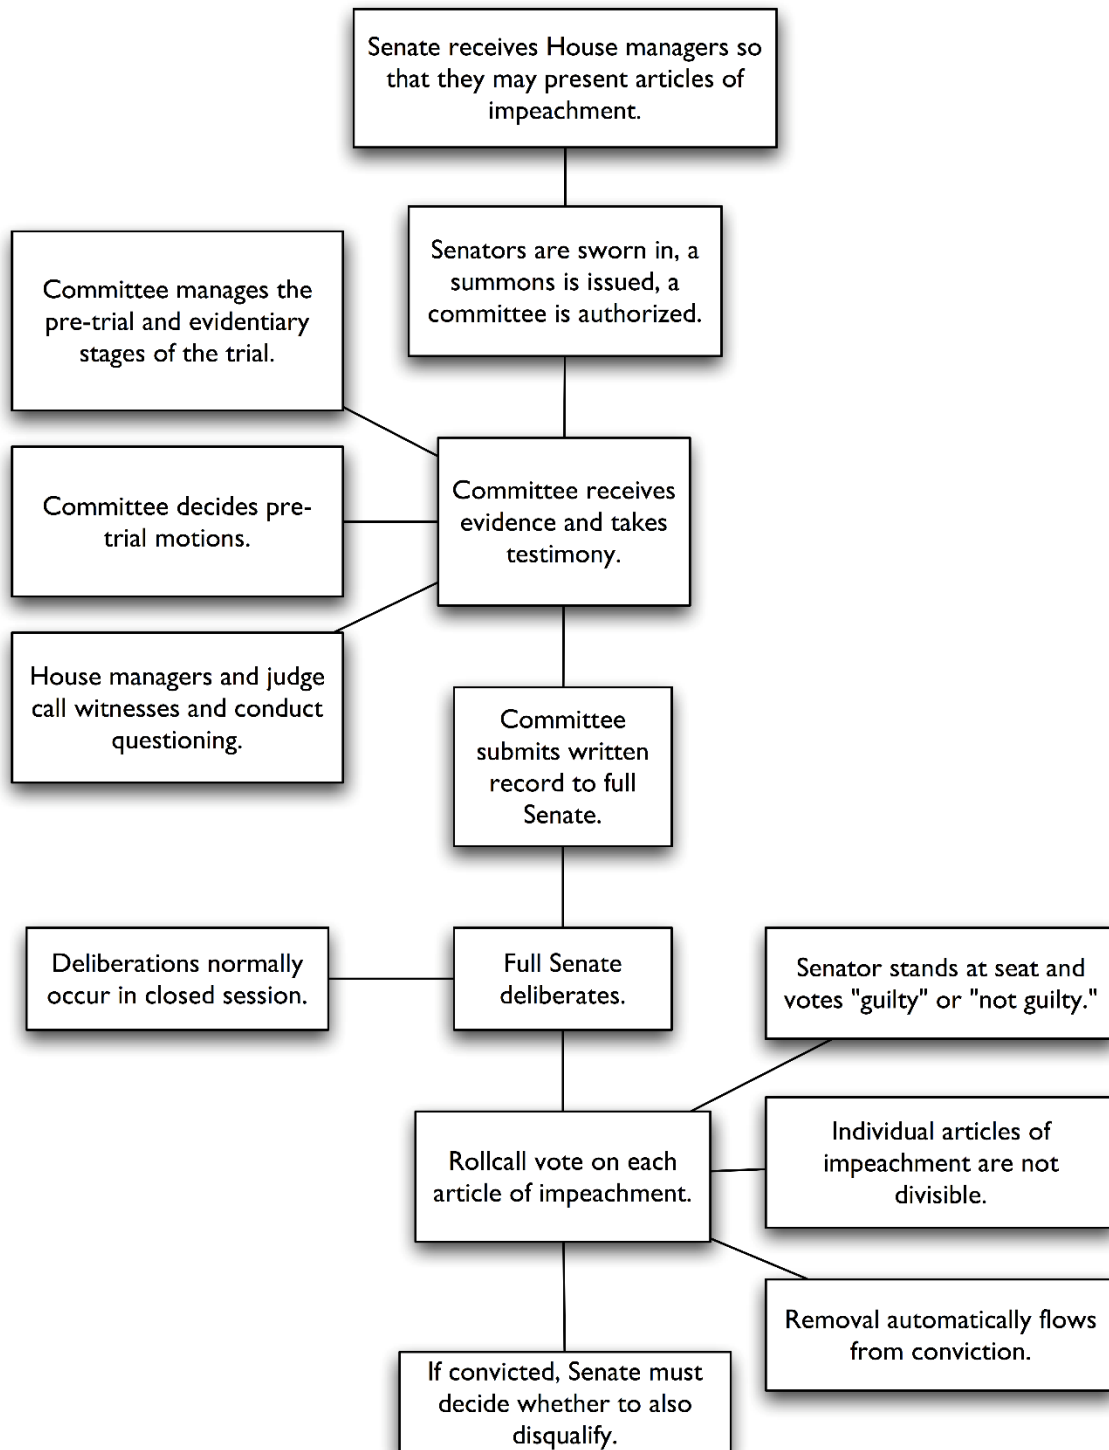 Senate receives House managers so
that they may present articles of
impeachment.
Senators are sworn in, a
summons is issued, a
committee is authorized.
Committee manages the
pre-trial and evidentiary
stages of the trial.
Committee receives
evidence and takes
testimony.
Committee decides pre-
trial motions.
House managers and judge
call witnesses and conduct
questioning.
Committee
submits written
record to full
Senate.
Deliberations normally
occur in closed session.
Full Senate
deliberates.
Senator stands at seat and
votes "guilty" or "not guilty."
Rollcall vote on each
article of impeachment.
Individual articles of
impeachment are not
divisible.
Removal automatically flows
from conviction.
If convicted, Senate must
decide whether to also
disqualify.